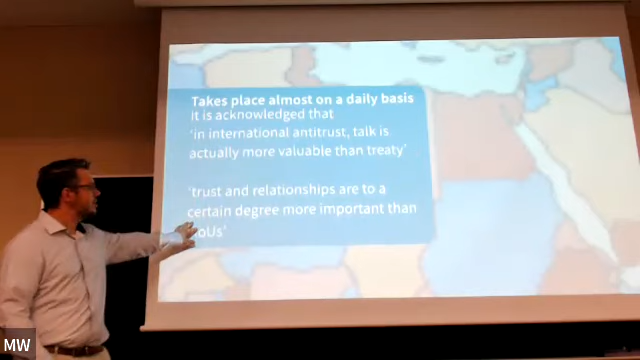 Takes place almost on a daily basis
It is acknowledged that
'in international antitrust, talk is
actually more valuable than treaty'
'trust and relationships are to a
certain degree more important than
oUs'
MW